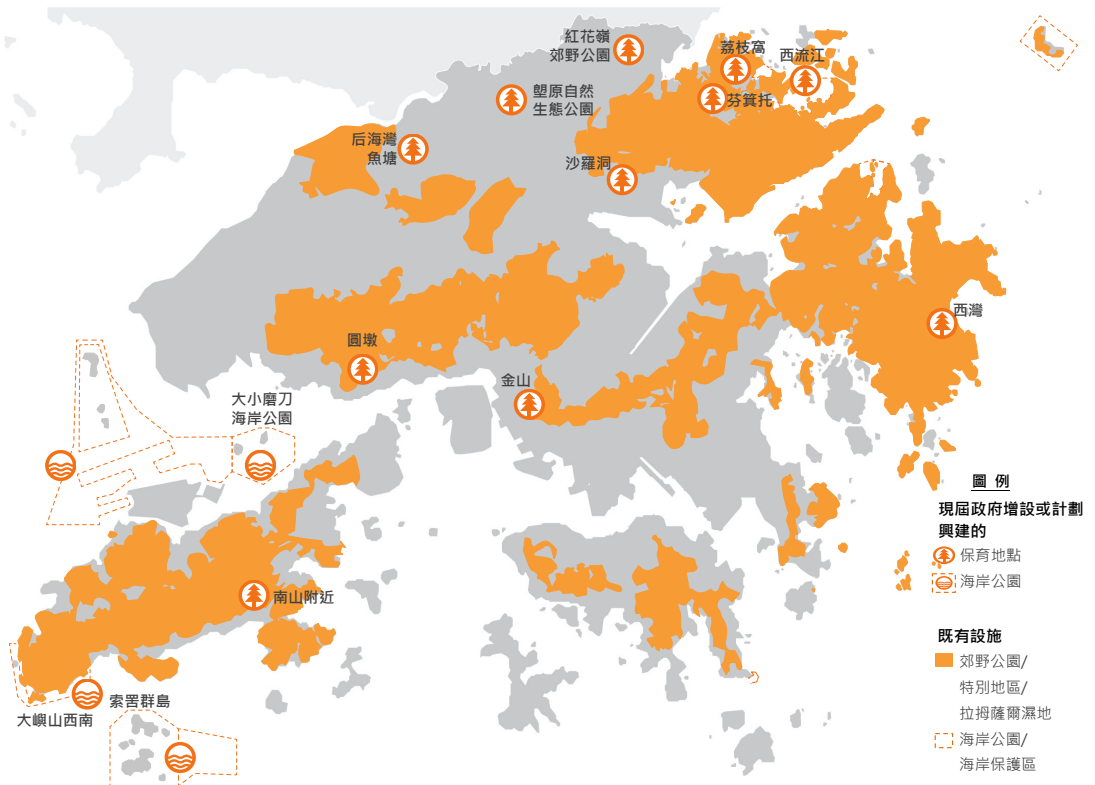 紅花嶺
郊野公園
荔枝窩
西流江
塱原自然
生態公園
芬箕托
后海灣
魚塘
沙羅洞
西灣
圓墩
金山
大小磨刀
海岸公園
南山附近
索罟群島
大嶼山西南
圖 例
現屆政府增設或計劃
興建的
保育地點
海岸公園
既有設施
郊野公園/
特別地區/
拉拇薩爾濕地
海岸公園/
海岸保護區